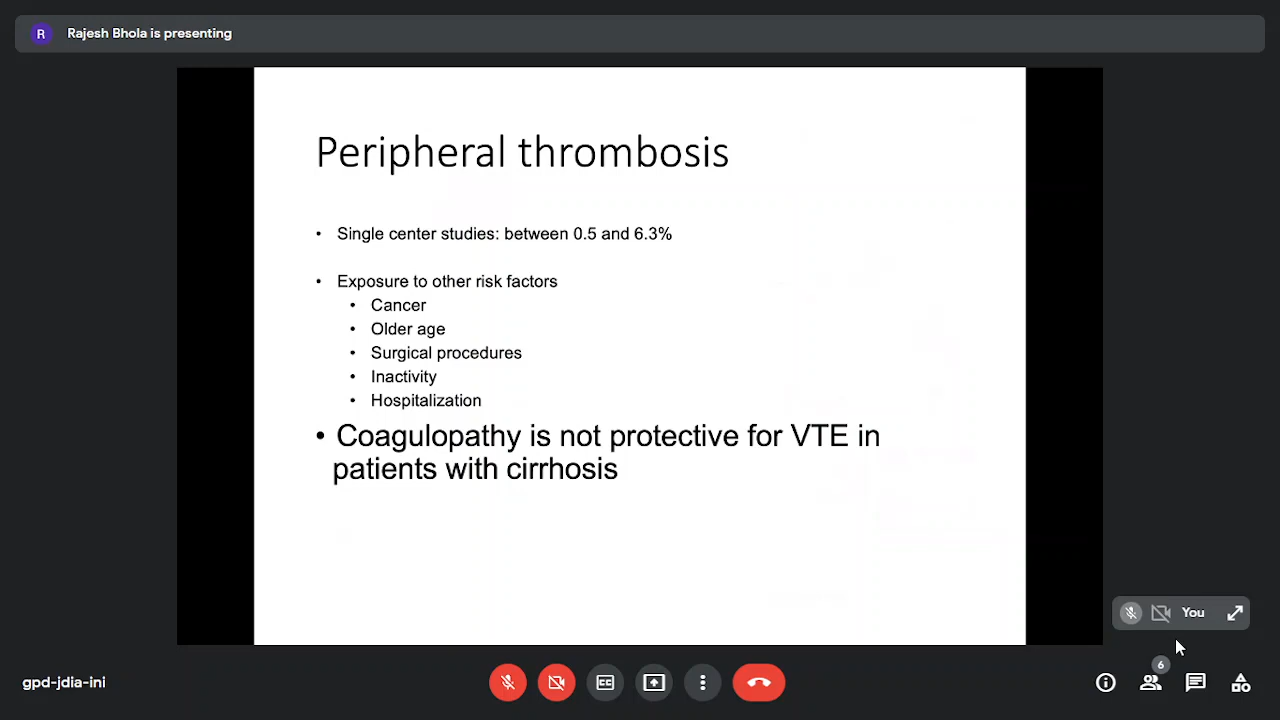 R
Rajesh Bhola is presenting
Peripheral thrombosis
• Single center studies: between 0.5 and 6.3%
• Exposure to other risk factors
• Cancer
• Older age
• Surgical procedures
• Inactivity
• Hospitalization
• Coagulopathy is not protective for VTE in
patients with cirrhosis
You
6
gpd-jdia-ini
CC